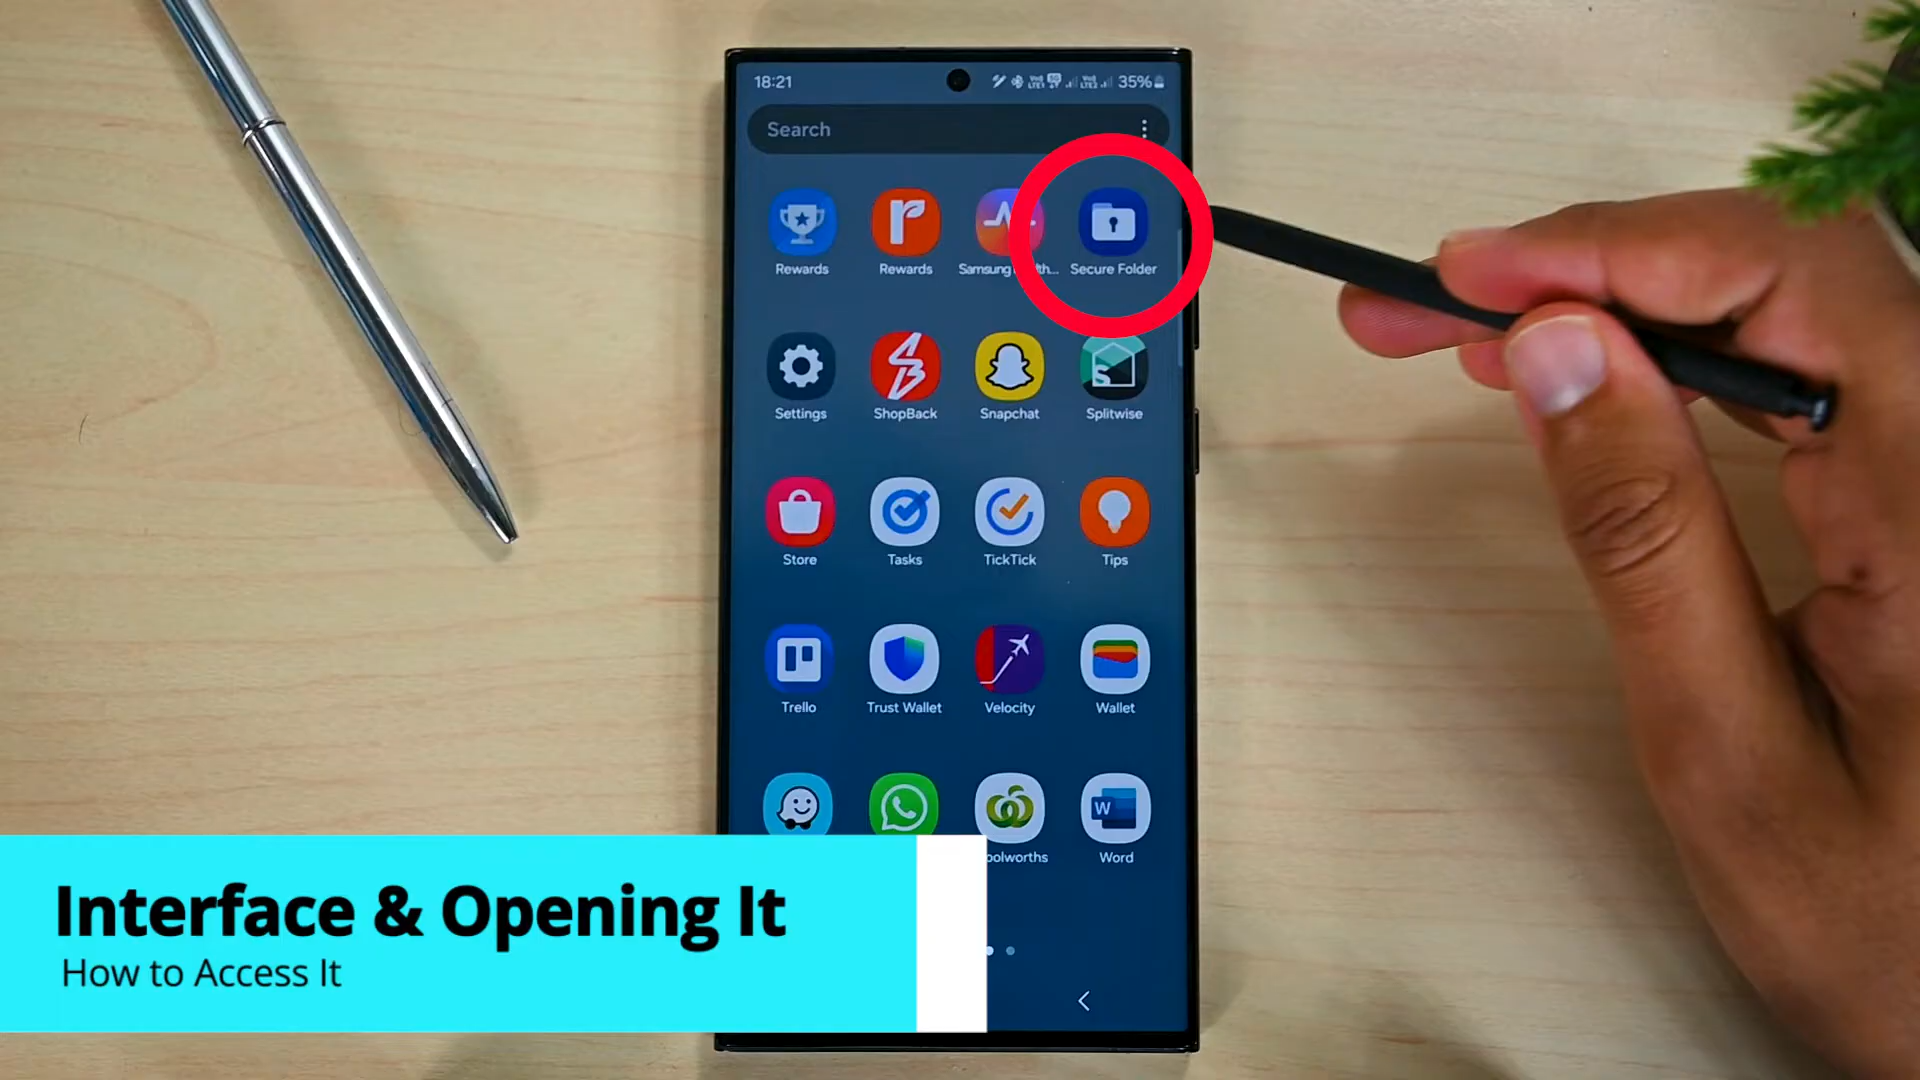 18:21
35%
Search
Rewards
Rewards
Samsung
Secure Folder
Settings
ShopBack
Snapchat
Splitwise
Store
Tasks
TickTick
Tips
Trello
Trust Wallet
Velocity
Wallet
W
Word
Interface & Opening It
How to Access It